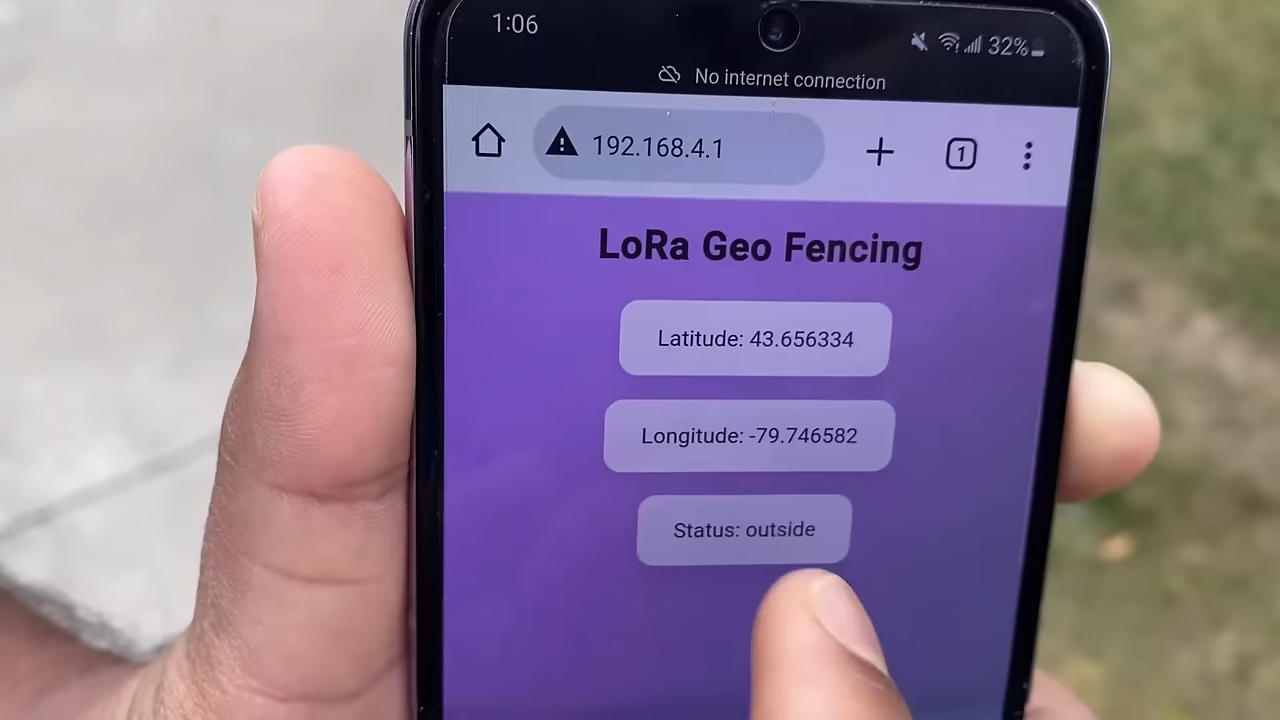 1:06
32%
No internet connection
192.168.4.1
1
LoRa Geo Fencing
Latitude: 43.656334
Longitude: -79.746582
Status: outside